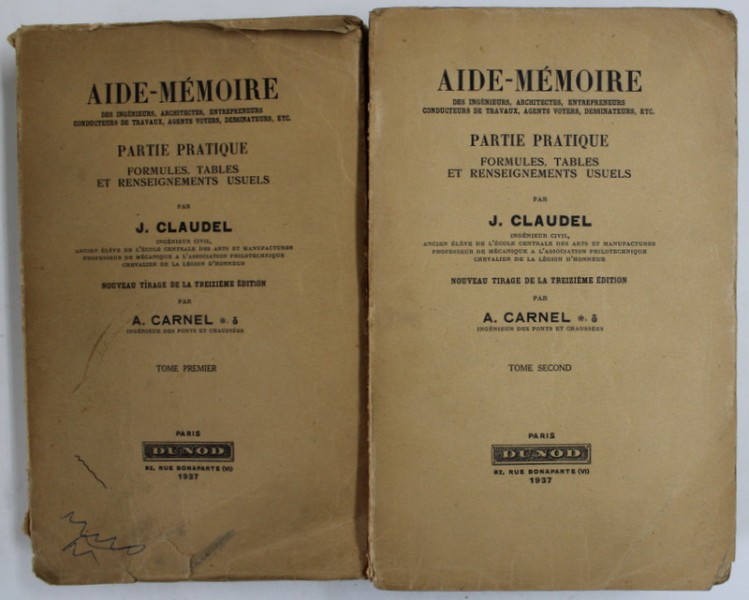 AIDE-MÉMOIRE
DES INGÉNIEURS, ARCHITECTES, ENTREPRENEURS
CONDUCTEURS DE TRAVAUX, AGENTS VOYERS, DESSINATEURS, ETC.
PARTIE PRATIQUE
FORMULES, TABLES
ET RENSEIGNEMENTS USUELS
PAR
J. CLAUDEL
INGÉNIEUR CIVIL,
ANCIEN ÉLÈVE DE L'ÉCOLE CENTRALE DES ARTS ET MANUFACTURES
PROFESSEUR DE MÉCANIQUE A L'ASSOCIATION PHILOTECHNIQUE
CHEVALIER DE LA LÉGION D'HONNEUR
NOUVEAU TIRAGE DE LA TREIZIÈME ÉDITION
PAR
A. CARNEL
INGÉNIEUR DES PONTS ET CHAUSSÉES
TOME PREMIER
PARIS
DUNOD
92, RUE BONAPARTE (VI)
1937
AIDE-MÉMOIRE
DES INGÉNIEURS, ARCHITECTES, ENTREPRENEURS
CONDUCTEURS DE TRAVAUX, AGENTS VOYERS, DESSINATEURS, ETC.
PARTIE PRATIQUE
FORMULES, TABLES
ET RENSEIGNEMENTS USUELS
PAR
J. CLAUDEL
INGÉNIEUR CIVIL,
ANCIEN ÉLÈVE DE L'ÉCOLE CENTRALE DES ARTS ET MANUFACTURES
PROFESSEUR DE MÉCANIQUE A L'ASSOCIATION PHILOTECHNIQUE
CHEVALIER DE LA LÉGION D'HONNEUR
NOUVEAU TIRAGE DE LA TREIZIÈME ÉDITION
PAR
A. CARNEL
INGÉNIEUR DES PONTS ET CHAUSSÉES
TOME SECOND
PARIS
DUNOD
92, RUE BONAPARTE (VI)
1937